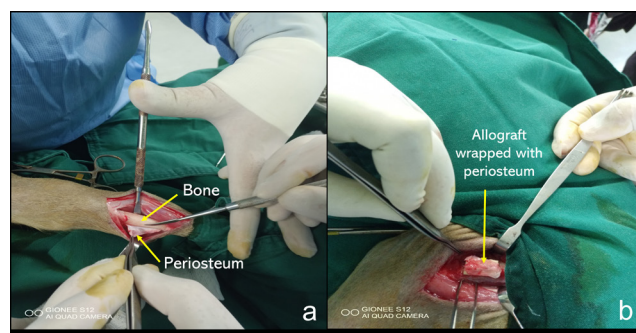 Bone
Periosteum
GIONEE S12
AI QUAD CAMERA
a
Allograft
wrapped with
periosteum
GIONEE S12
AI QUAD CAMERA
b